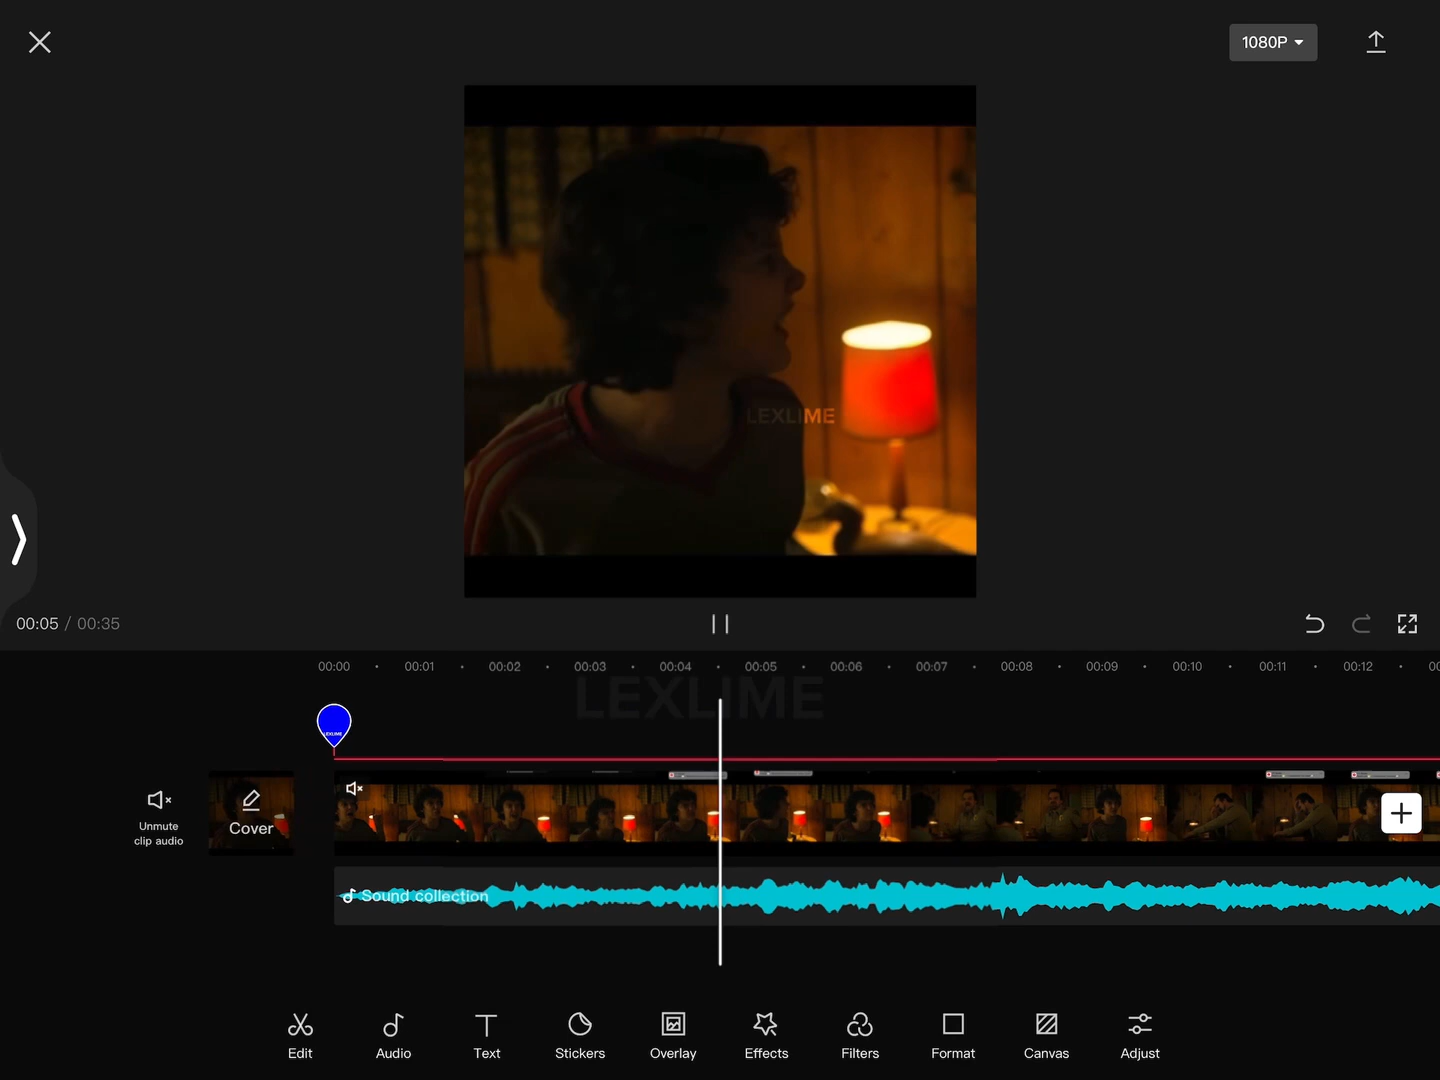 1080P
LEXLIME
00:05 / 00:35
00:00 00:01 00:02 00:03 00:04 00:05 00:06 00:07 00:08 00:09 00:10 00:11 00:12 00
LEXLIME
LEXLIME
Unmute
clip audio
Cover
Sound collection
Edit Audio Text Stickers Overlay Effects Filters Format Canvas Adjust